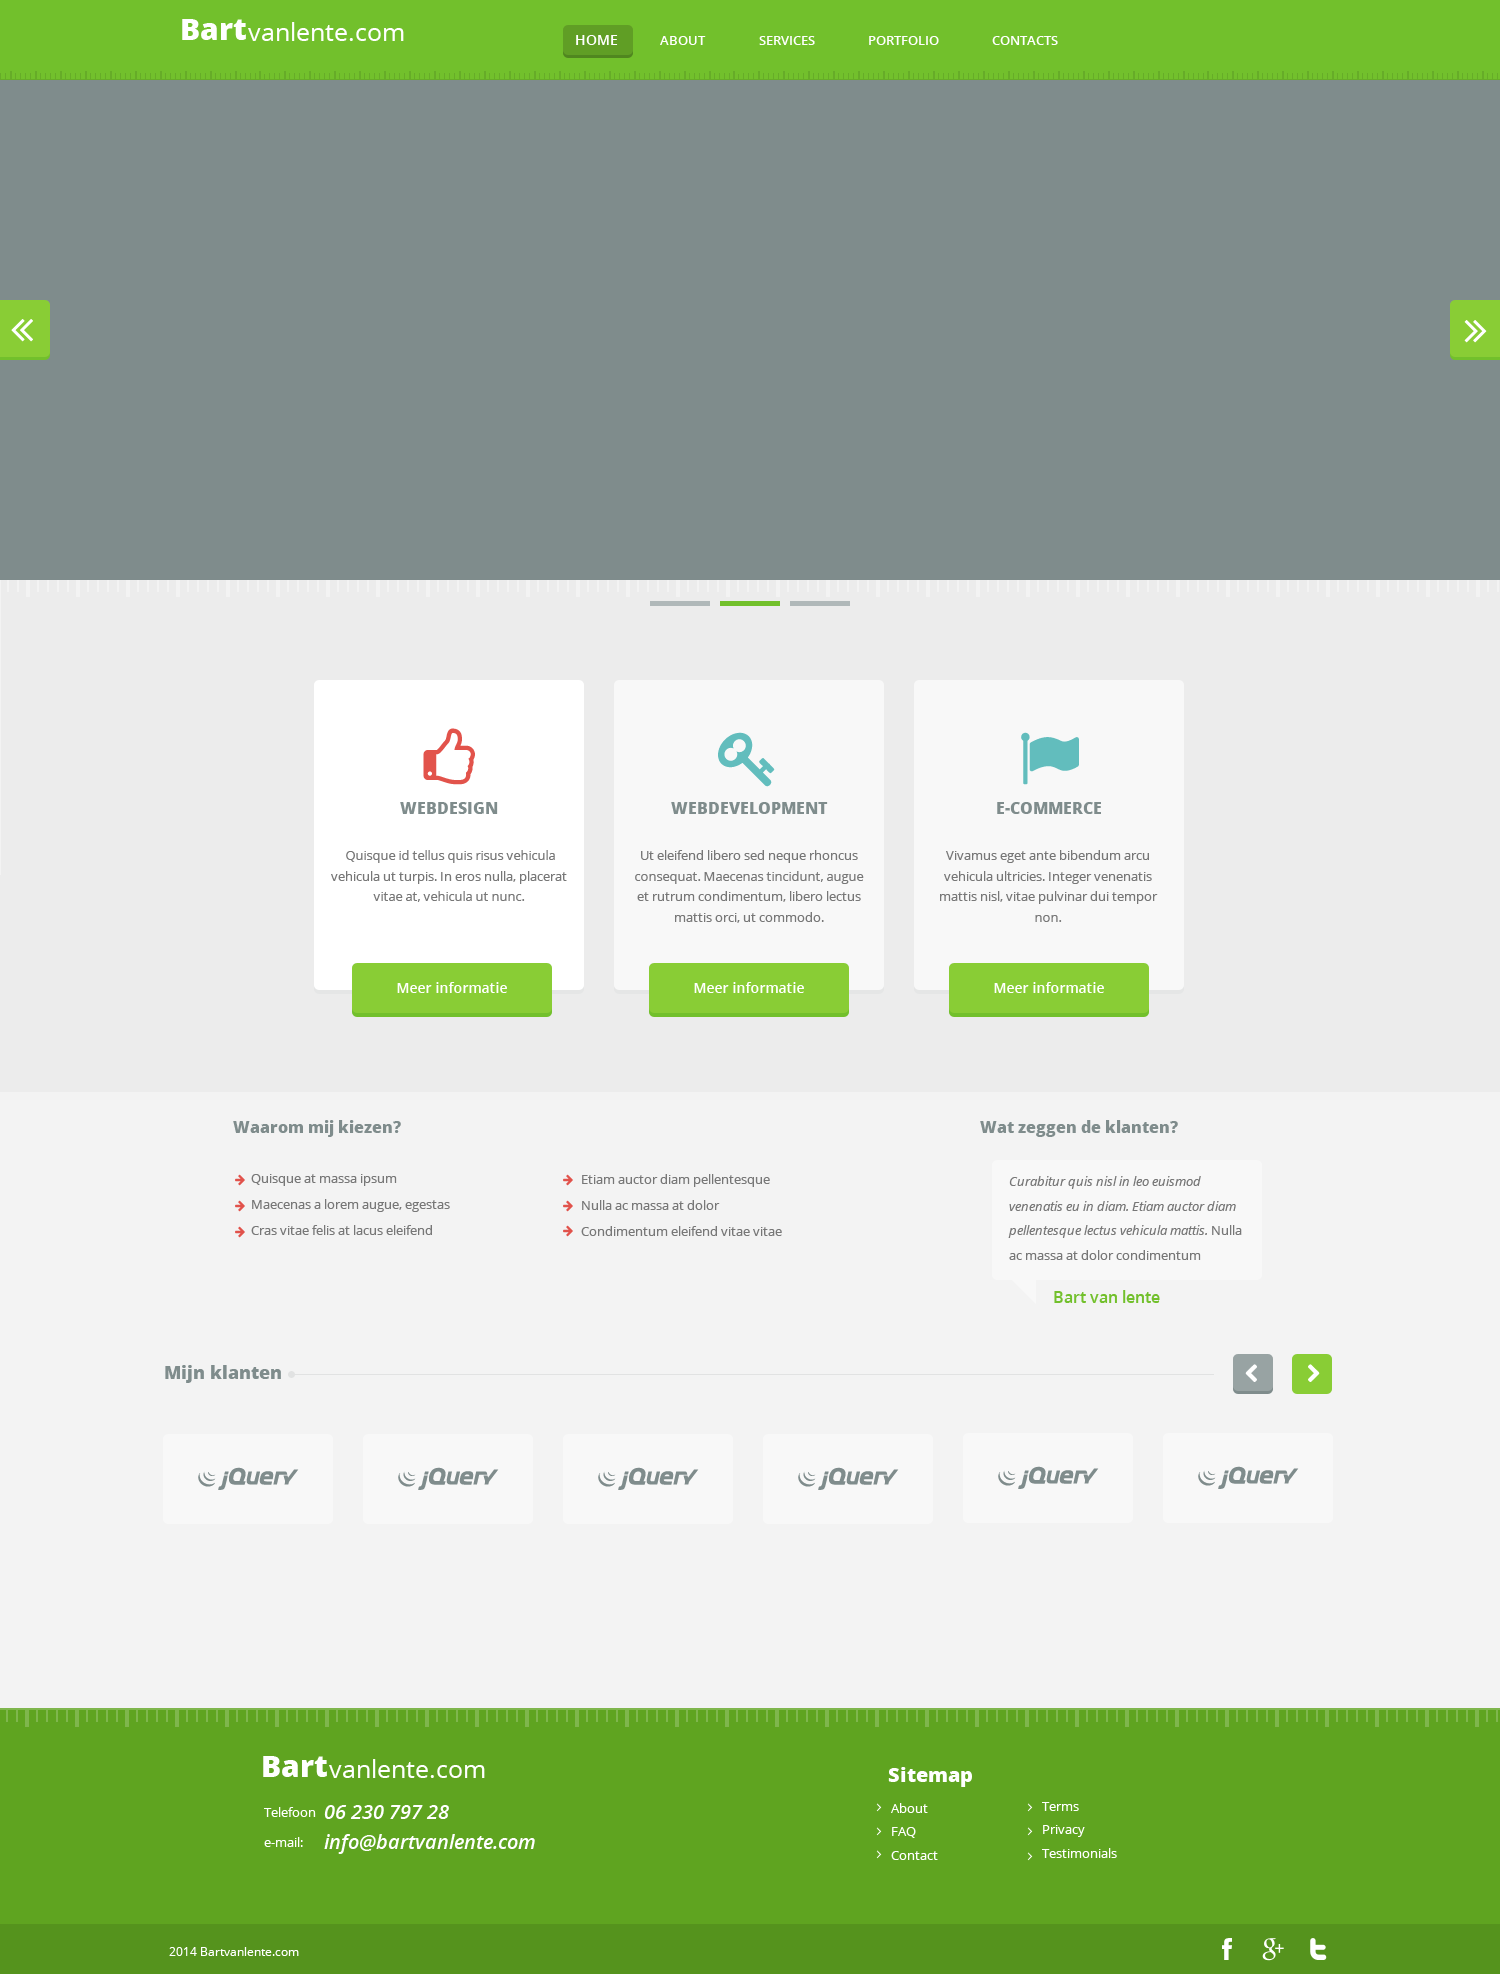 Bartvanlente.com
HOME ABOUT SERVICES PORTFOLIO CONTACTS
WEBDESIGN
Quisque id tellus quis risus vehicula
vehicula ut turpis. In eros nulla, placerat
vitae at, vehicula ut nunc.
Meer informatie
WEBDEVELOPMENT
Ut eleifend libero sed neque rhoncus
consequat. Maecenas tincidunt, augue
et rutrum condimentum, libero lectus
mattis orci, ut commodo.
Meer informatie
E-COMMERCE
Vivamus eget ante bibendum arcu
vehicula ultricies. Integer venenatis
mattis nisl, vitae pulvinar dui tempor
non.
Meer informatie
Waarom mij kiezen?
Quisque at massa ipsum
Maecenas a lorem augue, egestas
Cras vitae felis at lacus eleifend
Etiam auctor diam pellentesque
Nulla ac massa at dolor
Condimentum eleifend vitae vitae
Wat zeggen de klanten?
Curabitur quis nisl in leo euismod
venenatis eu in diam. Etiam auctor diam
pellentesque lectus vehicula mattis. Nulla
ac massa at dolor condimentum
Bart van lente
Mijn klanten
jQuery
jQuery
jQuery
jQuery
jQuery
jQuery
Bartvanlente.com
Telefoon 06 230 797 28
e-mail: info@bartvanlente.com
Sitemap
About
FAQ
Contact
Terms
Privacy
Testimonials
2014 Bartvanlente.com